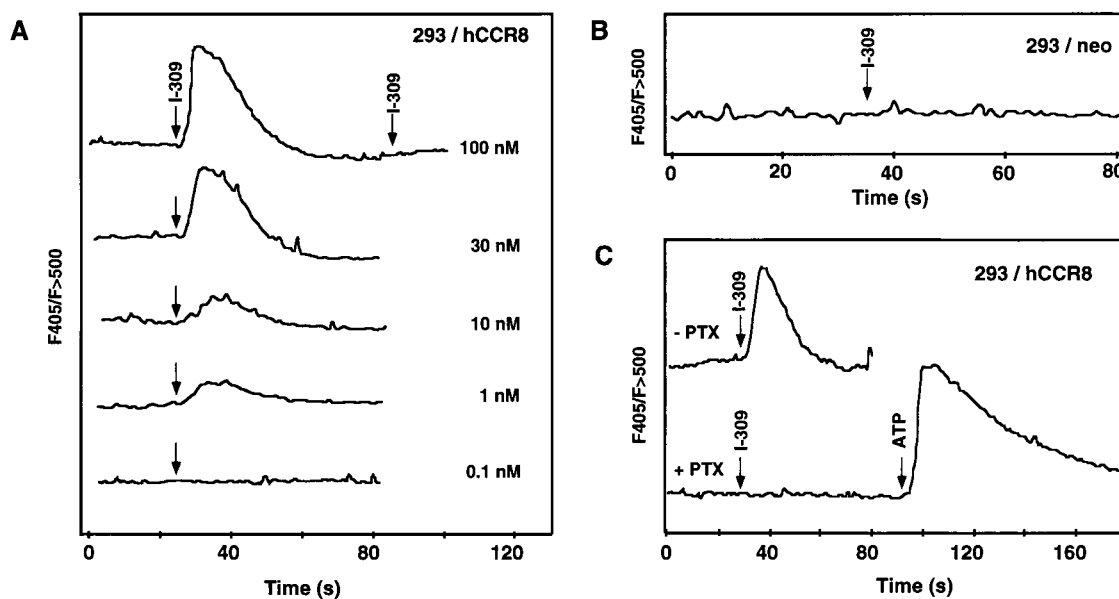 A
293 / hCCR8
I-309
I-309
100 nM
30 nM
10 nM
1 nM
0.1 nM
F405/F>500
0 40 80 120
Time (s)
B
293 / neo
I-309
F405/F>500
0 20 40 60 80
Time (s)
C
293 / hCCR8
I-309
- PTX
I-309
ATP
+ PTX
F405/F>500
0 40 80 120 160
Time (s)